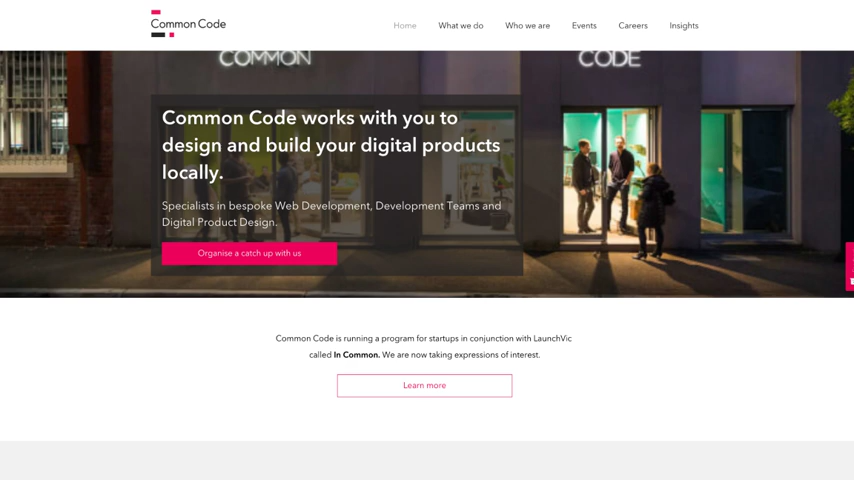 Common Code
Home
What we do
Who we are
Events
Careers
Insights
COMMON
CODE
Common Code works with you to
design and build your digital products
locally.
Specialists in bespoke Web Development, Development Teams and
Digital Product Design.
Organise a catch up with us
Common Code is running a program for startups in conjunction with LaunchVic
called In Common. We are now taking expressions of interest.
Learn more